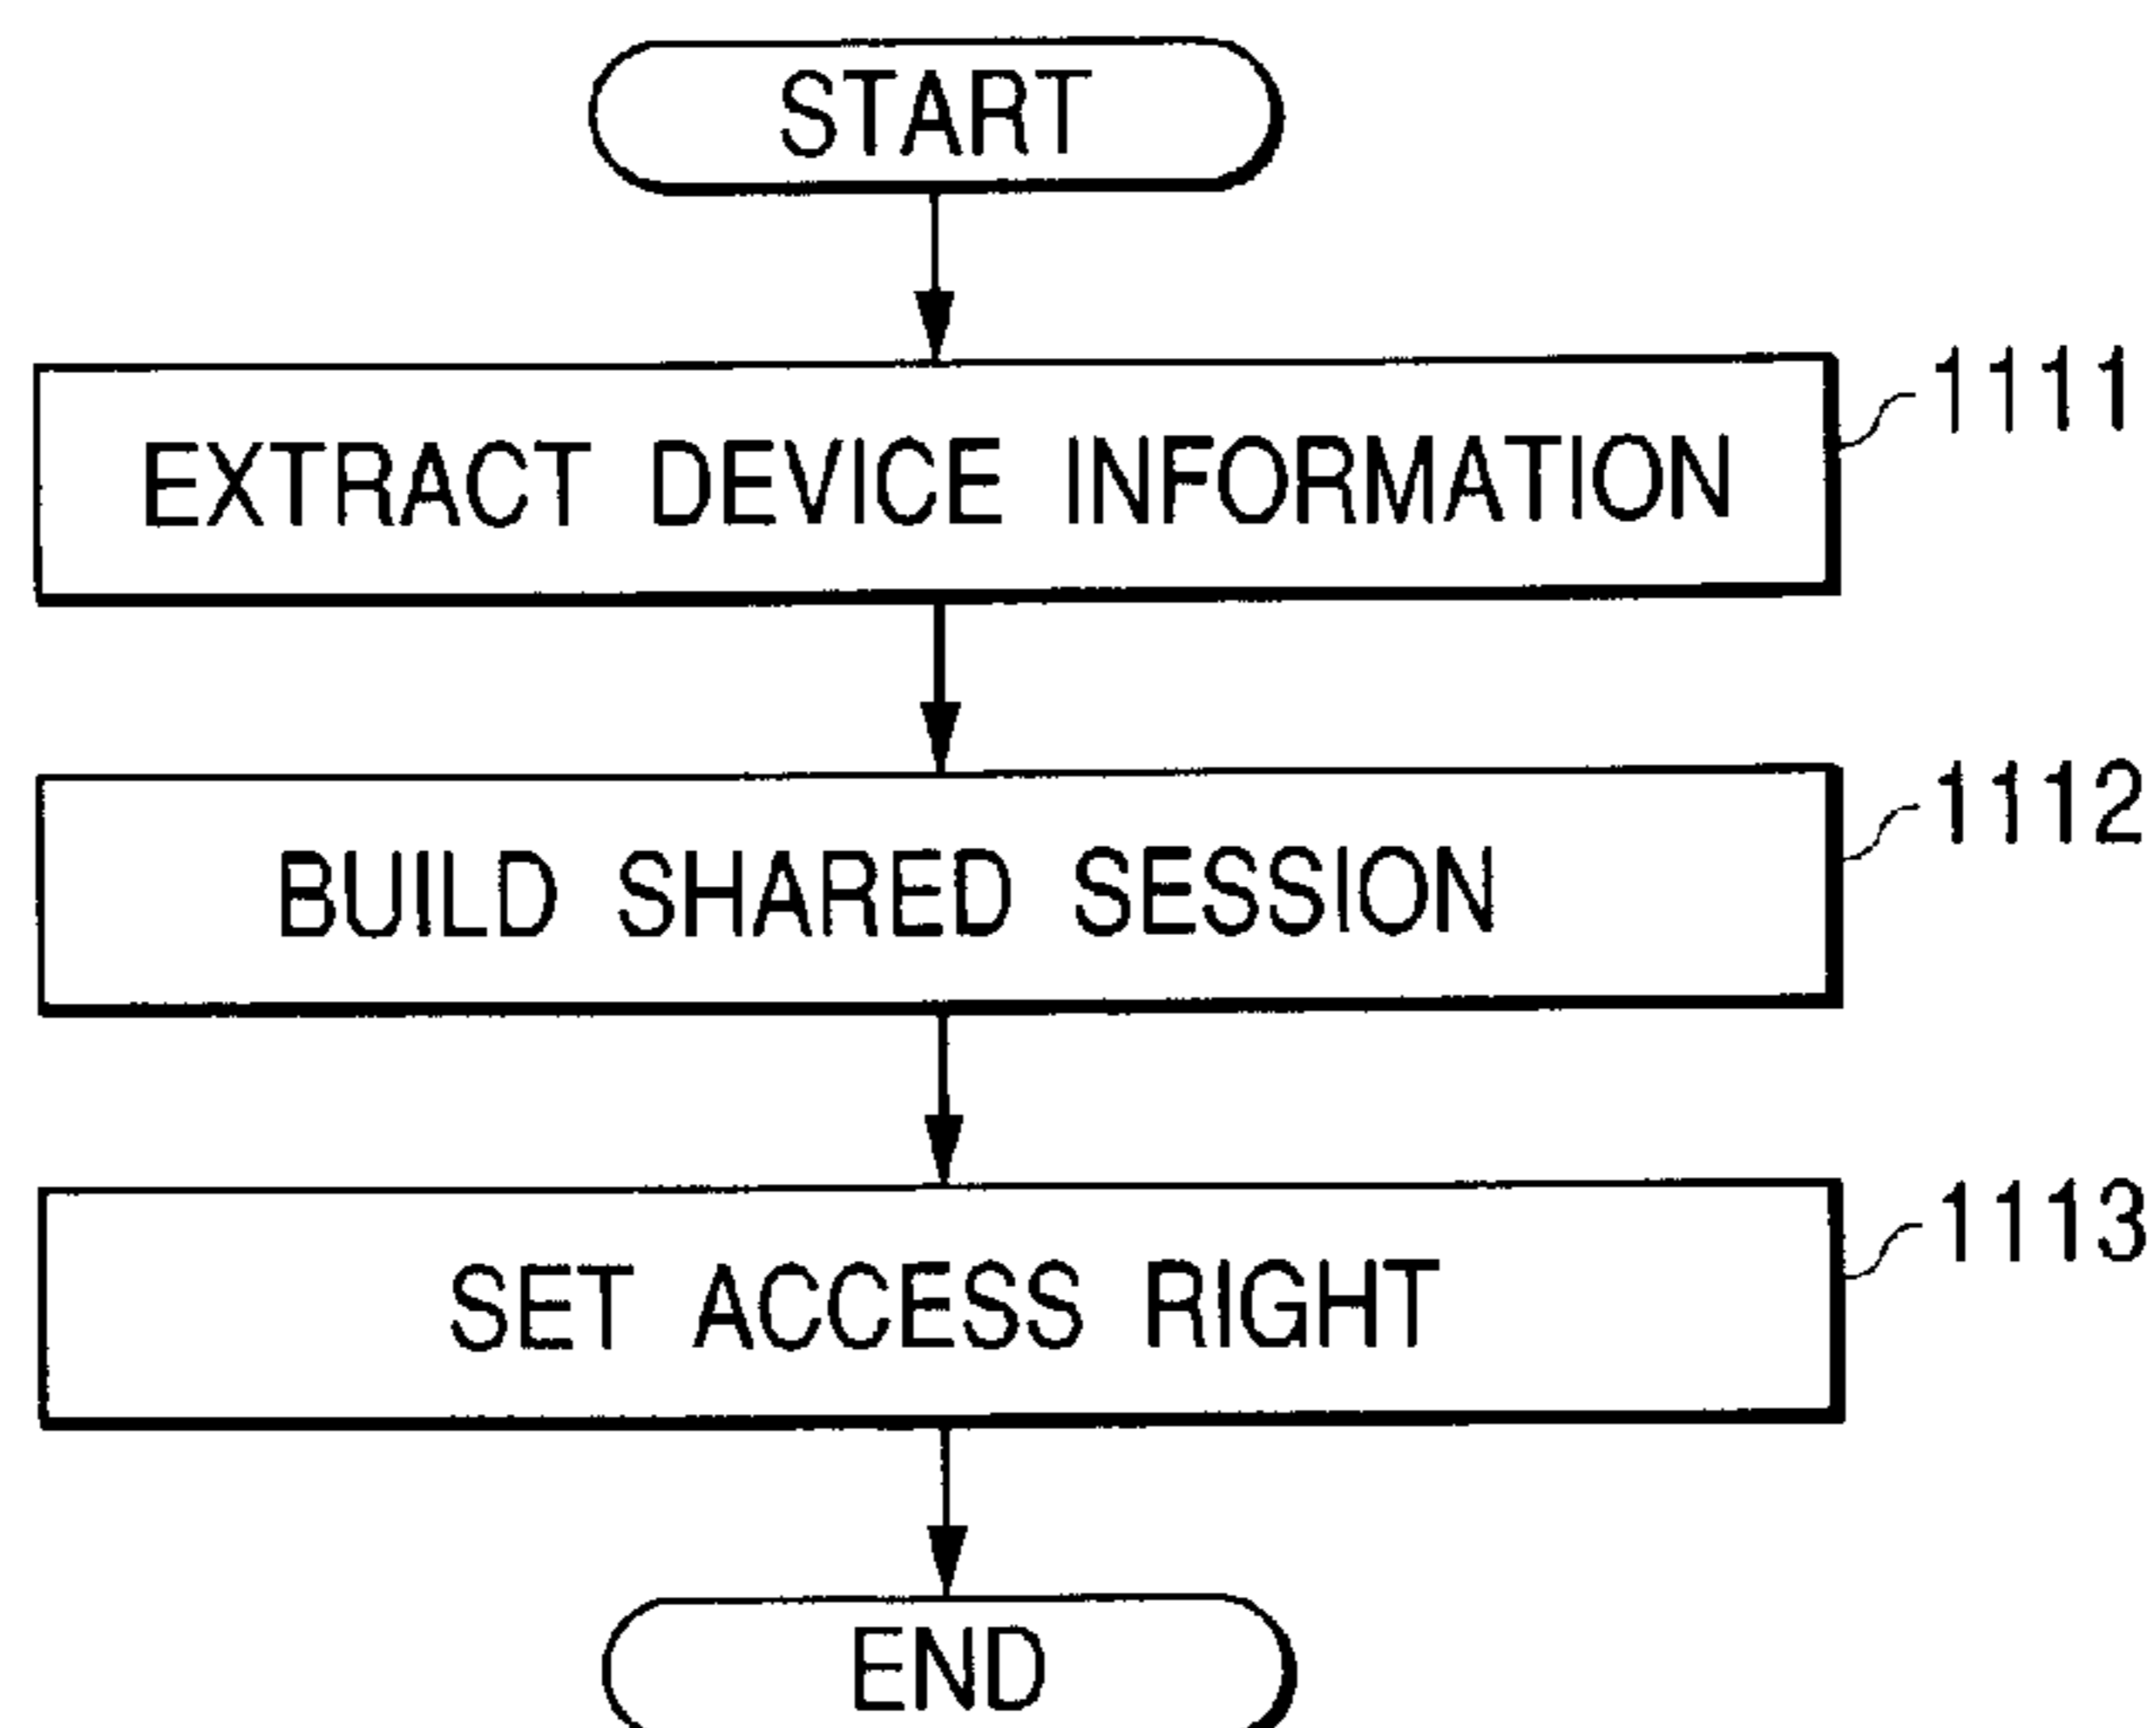 START
EXTRACT DEVICE INFORMATION
1111
BUILD SHARED SESSION
1112
SET ACCESS RIGHT
1113
END